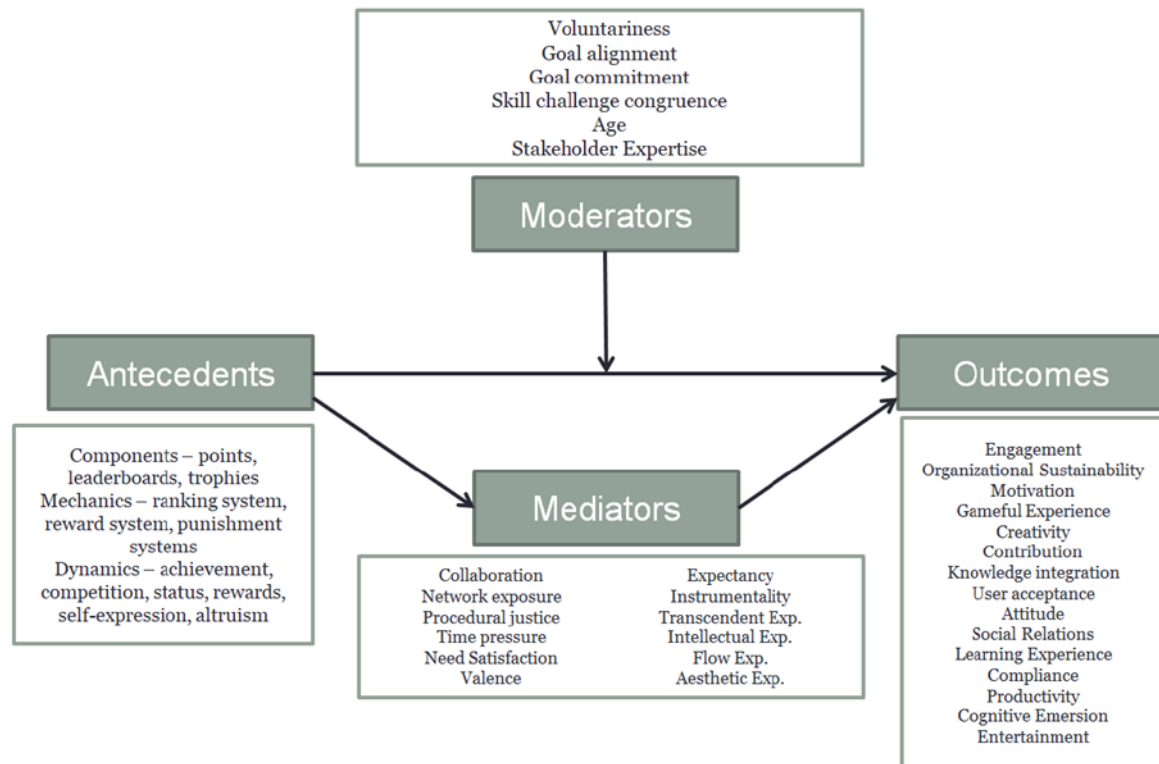 Voluntariness
Goal alignment
Goal commitment
Skill challenge congruence
Age
Stakeholder Expertise
Moderators
Antecedents
Outcomes
Components – points,
leaderboards, trophies
Mechanics – ranking system,
reward system, punishment
systems
Dynamics – achievement,
competition, status, rewards,
self-expression, altruism
Mediators
Collaboration
Network exposure
Procedural justice
Time pressure
Need Satisfaction
Valence
Expectancy
Instrumentality
Transcendent Exp.
Intellectual Exp.
Flow Exp.
Aesthetic Exp.
Engagement
Organizational Sustainability
Motivation
Gameful Experience
Creativity
Contribution
Knowledge integration
User acceptance
Attitude
Social Relations
Learning Experience
Compliance
Productivity
Cognitive Emersion
Entertainment